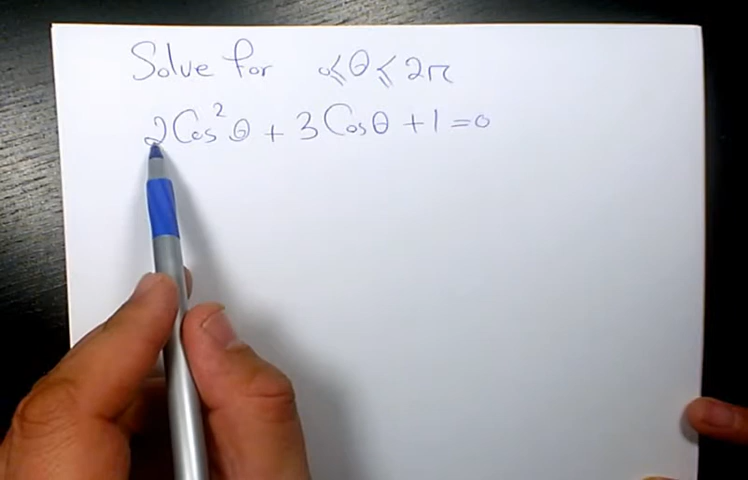 Solve for 0≤θ≤2π
2Cos²θ + 3Cosθ + 1 = 0